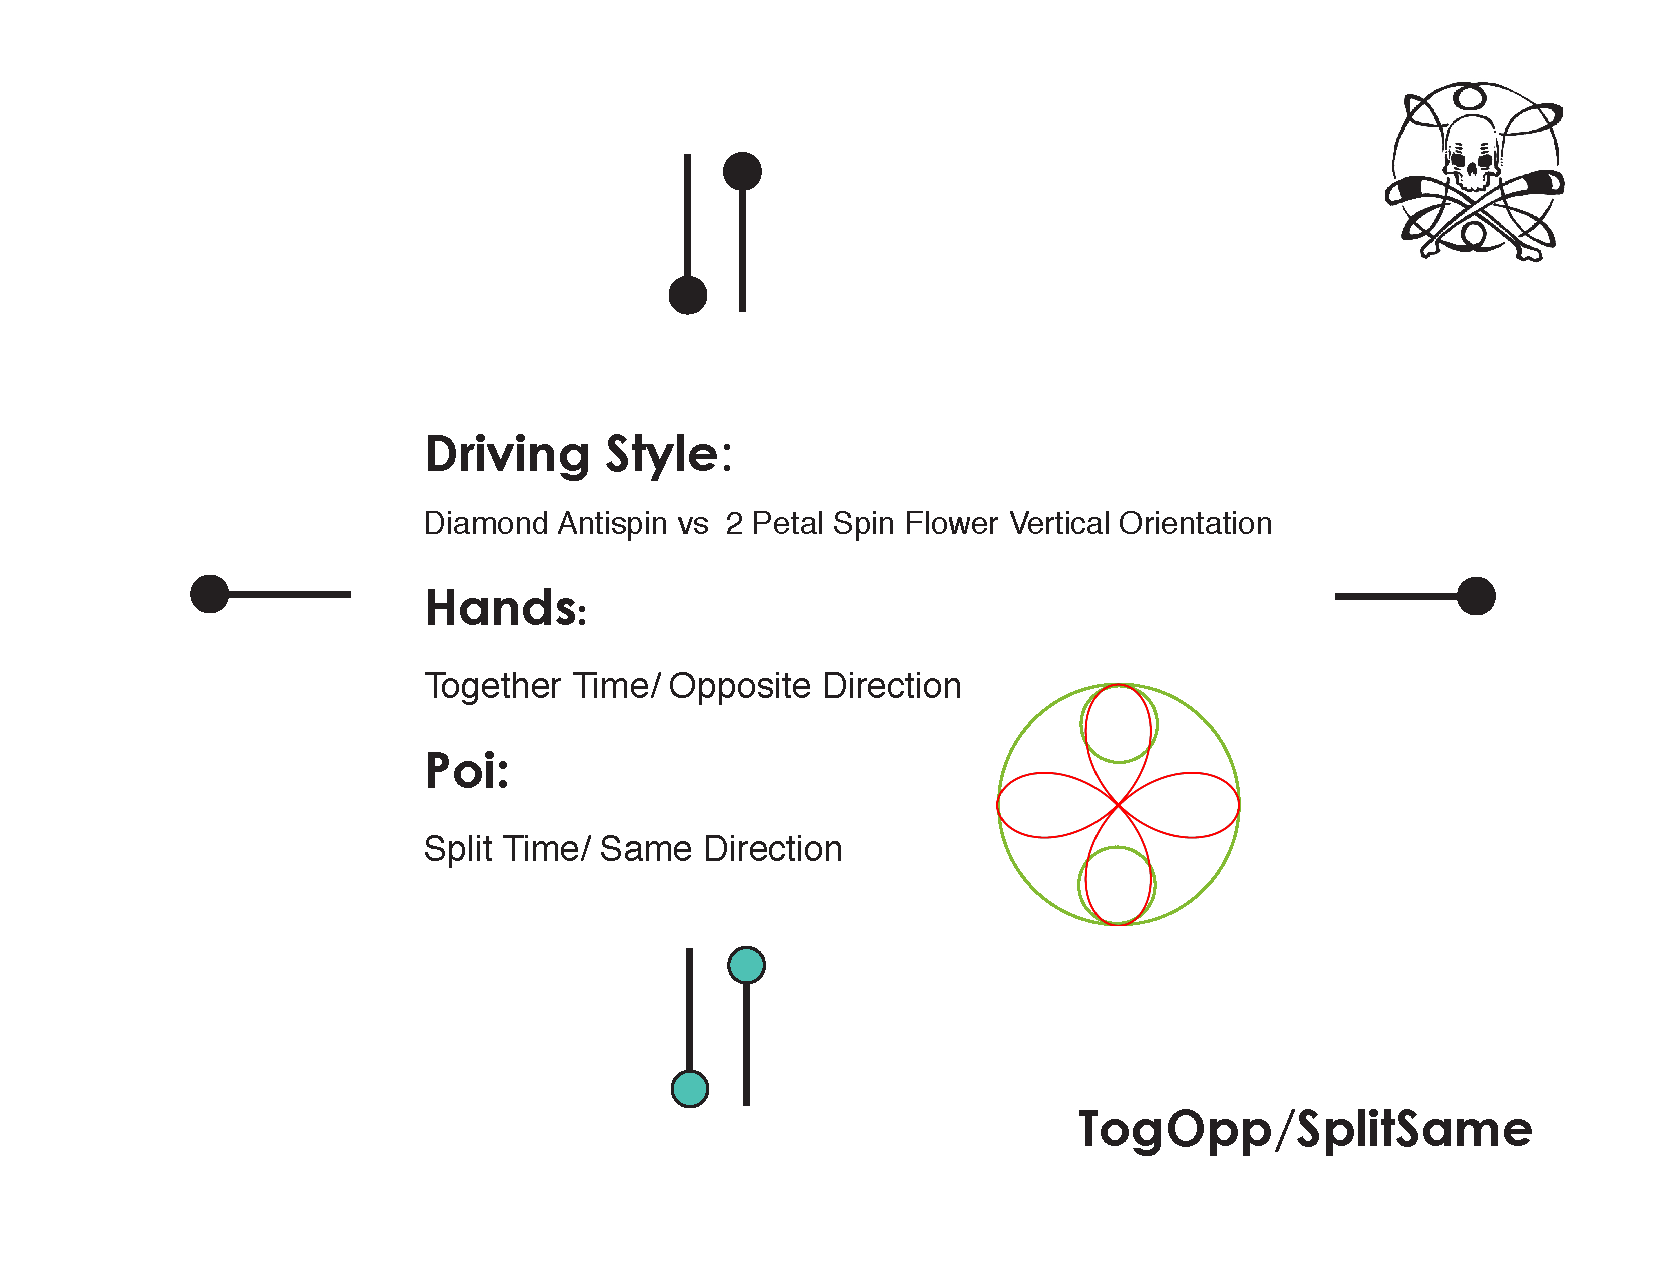 Driving Style:
Diamond Antispin vs  2 Petal Spin Flower Vertical Orientation
Hands:
Together Time/ Opposite Direction
Poi:
Split Time/ Same Direction
TogOpp/SplitSame